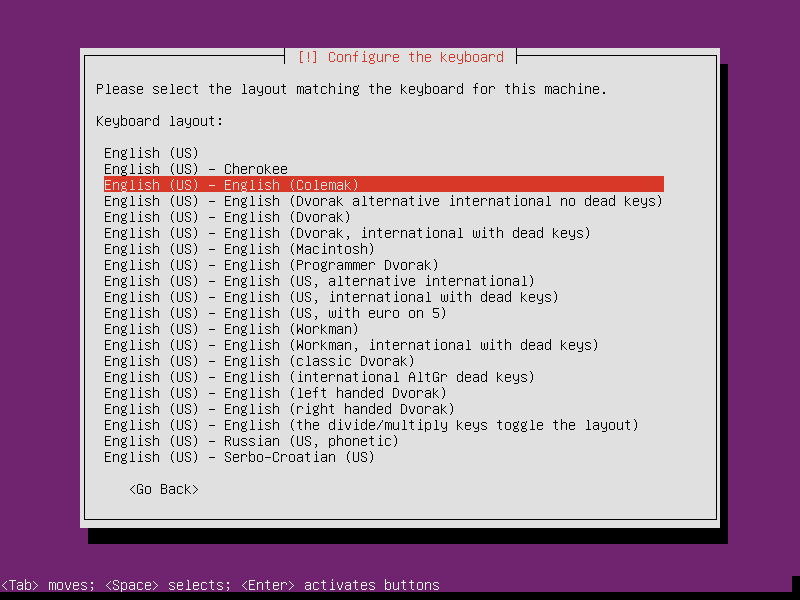 [!] Configure the keyboard
Please select the layout matching the keyboard for this machine.
Keyboard layout:
English (US)
English (US) - Cherokee
English (US) - English (Colemak)
English (US) - English (Dvorak alternative international no dead keys)
English (US) - English (Dvorak)
English (US) - English (Dvorak, international with dead keys)
English (US) - English (Macintosh)
English (US) - English (Programmer Dvorak)
English (US) - English (US, alternative international)
English (US) - English (US, international with dead keys)
English (US) - English (US, with euro on 5)
English (US) - English (Workman)
English (US) - English (Workman, international with dead keys)
English (US) - English (classic Dvorak)
English (US) - English (international AltGr dead keys)
English (US) - English (left handed Dvorak)
English (US) - English (right handed Dvorak)
English (US) - English (the divide/multiply keys toggle the layout)
English (US) - Russian (US, phonetic)
English (US) - Serbo-Croatian (US)
<Go Back>
<Tab> moves; <Space> selects; <Enter> activates buttons